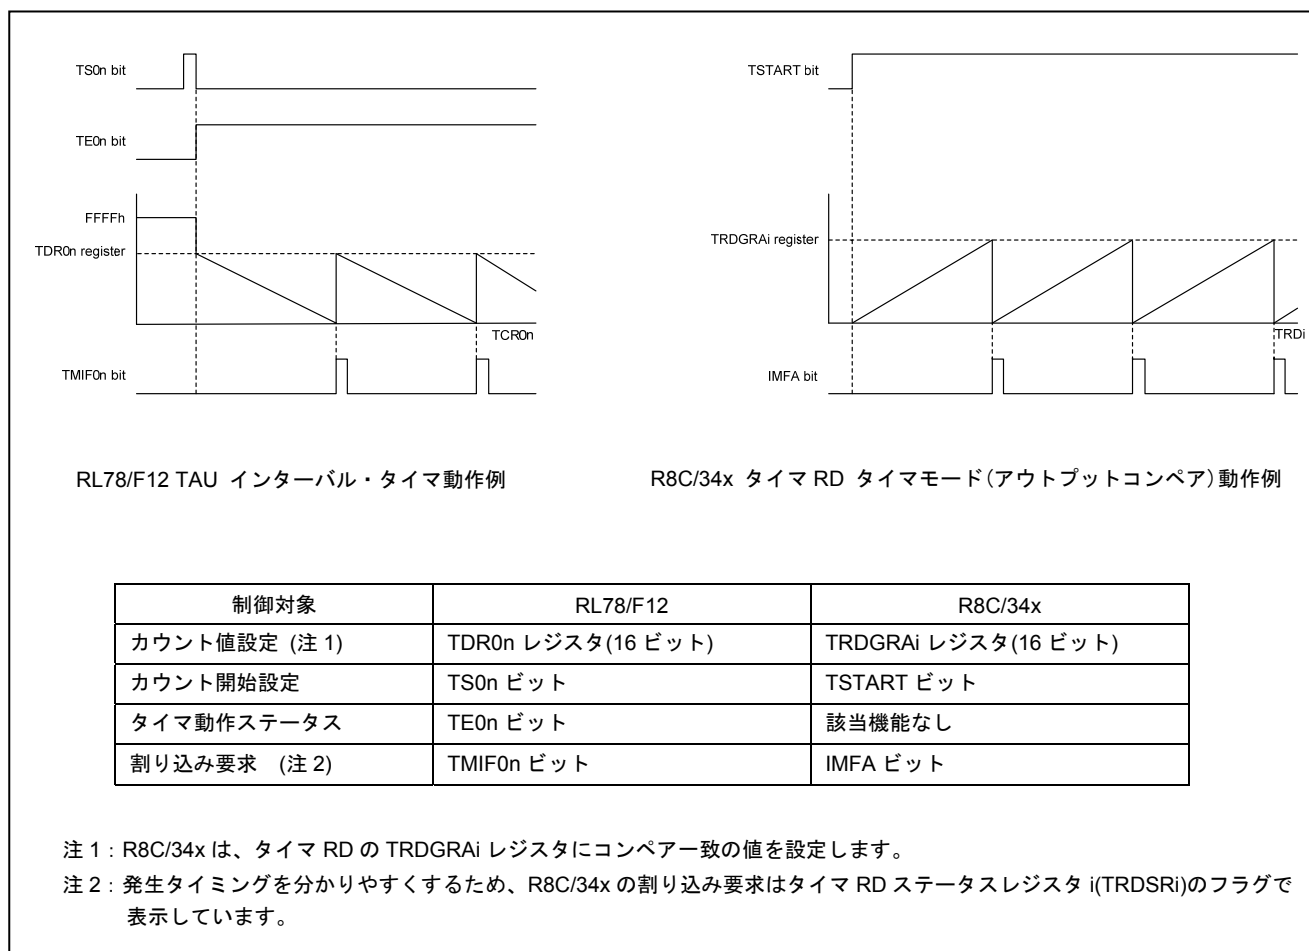 TS0n bit
TE0n bit
FFFFh
TDR0n register
TCR0n
TMIF0n bit
TSTART bit
TRDGRAi register
TRDi
IMFA bit
RL78/F12 TAU インターバル・タイマ動作例
R8C/34x タイマ RD タイマモード(アウトプットコンペア)動作例
制御対象 RL78/F12 R8C/34x
カウント値設定 (注 1) TDR0n レジスタ(16 ビット) TRDGRAi レジスタ(16 ビット)
カウント開始設定 TS0n ビット TSTART ビット
タイマ動作ステータス TE0n ビット 該当機能なし
割り込み要求 (注 2) TMIF0n ビット IMFA ビット
注 1：R8C/34x は、タイマ RD の TRDGRAi レジスタにコンペアー致の値を設定します。
注 2：発生タイミングを分かりやすくするため、R8C/34x の割り込み要求はタイマ RD ステータスレジスタ i(TRDSRi)のフラグで
表示しています。